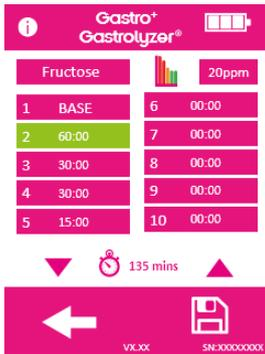 i
Gastro+
Gastrolyzer®
Fructose
20ppm
1 BASE
2 60:00
3 30:00
4 30:00
5 15:00
6 00:00
7 00:00
8 00:00
9 00:00
10 00:00
135 mins
VX.XX
SN:XXXXXXXX